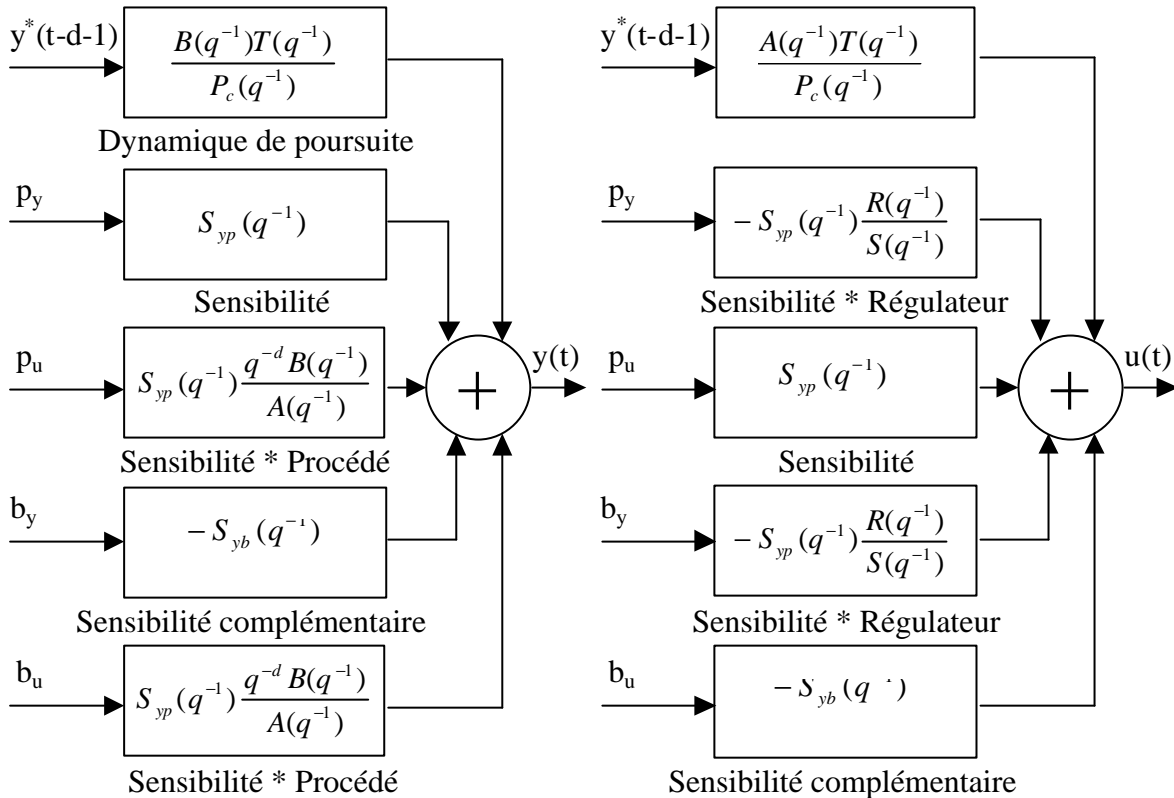 y*(t-d-1)
B(q⁻¹)T(q⁻¹)
P_c(q⁻¹)
Dynamique de poursuite
p_y
S_yp(q⁻¹)
Sensibilité
p_u
S_yp(q⁻¹) q⁻ᵈ B(q⁻¹)
A(q⁻¹)
Sensibilité * Procédé
b_y
− S_yb(q⁻¹)
Sensibilité complémentaire
b_u
S_yp(q⁻¹) q⁻ᵈ B(q⁻¹)
A(q⁻¹)
Sensibilité * Procédé
+
y(t)
y*(t-d-1)
A(q⁻¹)T(q⁻¹)
P_c(q⁻¹)
p_y
− S_yp(q⁻¹) R(q⁻¹)
S(q⁻¹)
Sensibilité * Régulateur
p_u
S_yp(q⁻¹)
Sensibilité
b_y
− S_yp(q⁻¹) R(q⁻¹)
S(q⁻¹)
Sensibilité * Régulateur
b_u
− S_yb(q⁻¹)
Sensibilité complémentaire
+
u(t)